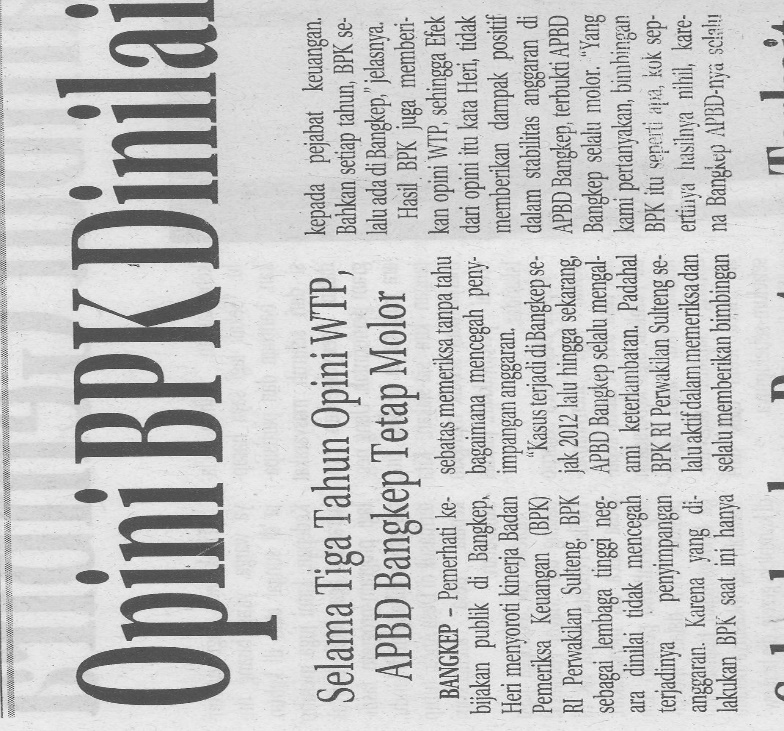 Opini BPK Dinilai
Selama Tiga Tahun Opini WTP,
APBD Bangkep Tetap Molor
BANGKEP – Pemerhati ke-
bijakan publik di Bangkep,
Heri menyoroti kinerja Badan
Pemeriksa Keuangan (BPK)
RI Perwakilan Sulteng, BPK
sebagai lembaga tinggi neg-
ara dinilai tidak mencegah
terjadinya penyimpangan
anggaran. Karena yang di-
lakukan BPK saat ini hanya
sebatas memeriksa tanpa tahu
bagaimana mencegah peny-
impangan anggaran.
“Kasus terjadi di Bangkep se-
jak 2012 lalu hingga sekarang,
APBD Bangkep selalu mengal-
ami keterlambatan. Padahal
BPK RI Perwakilan Sulteng se-
lalu aktif dalam memeriksa dan
selalu memberikan bimbingan
kepada pejabat keuangan.
Bahkan setiap tahun, BPK se-
lalu ada di Bangkep,” jelasnya.
Hasil BPK juga memberi-
kan opini WTP, sehingga Efek
dari opini itu kata Heri, tidak
memberikan dampak positif
dalam stabilitas anggaran di
APBD Bangkep, terbukti APBD
Bangkep selalu molor. “Yang
kami pertanyakan, bimbingan
BPK itu seperti apa, kok sep-
ertinya hasilnya nihil, kare-
na Bangkep APBD-nya selalu